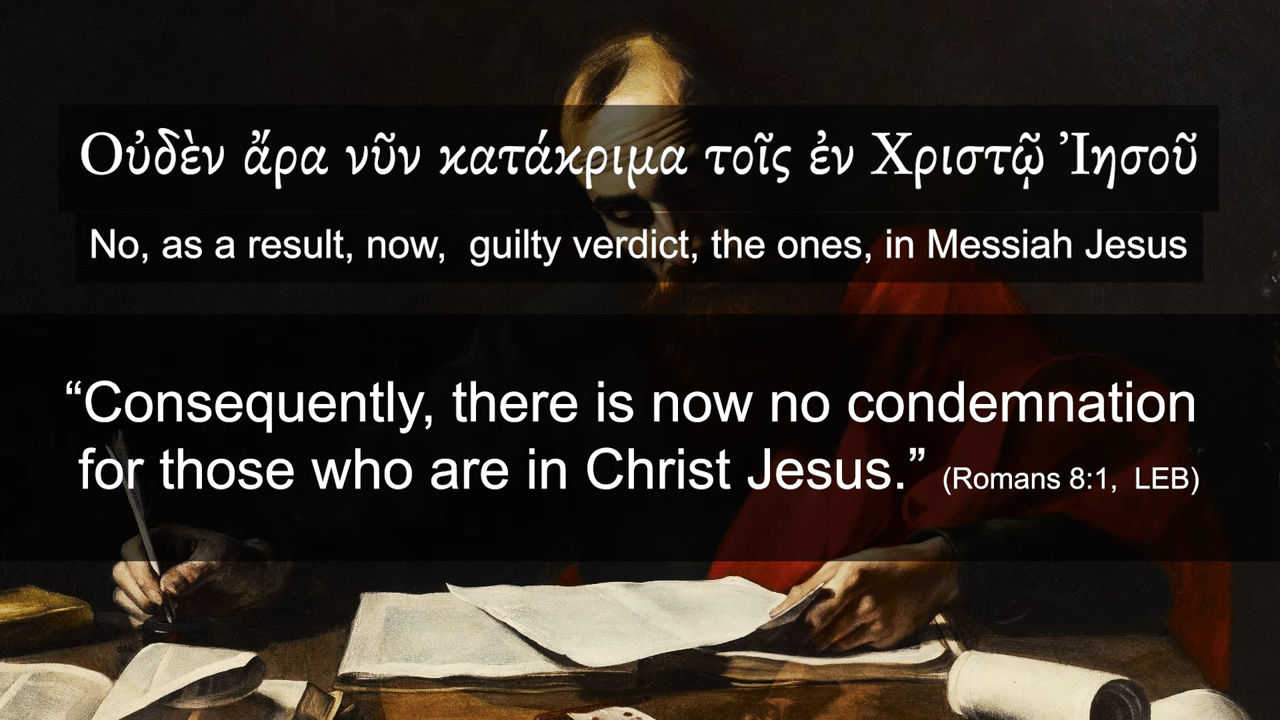 Οὐδὲν ἄρα νῦν κατάκριμα τοῖς ἐν Χριστῷ Ἰησοῦ
No, as a result, now,  guilty verdict, the ones, in Messiah Jesus
“Consequently, there is now no condemnation
for those who are in Christ Jesus.” (Romans 8:1,  LEB)